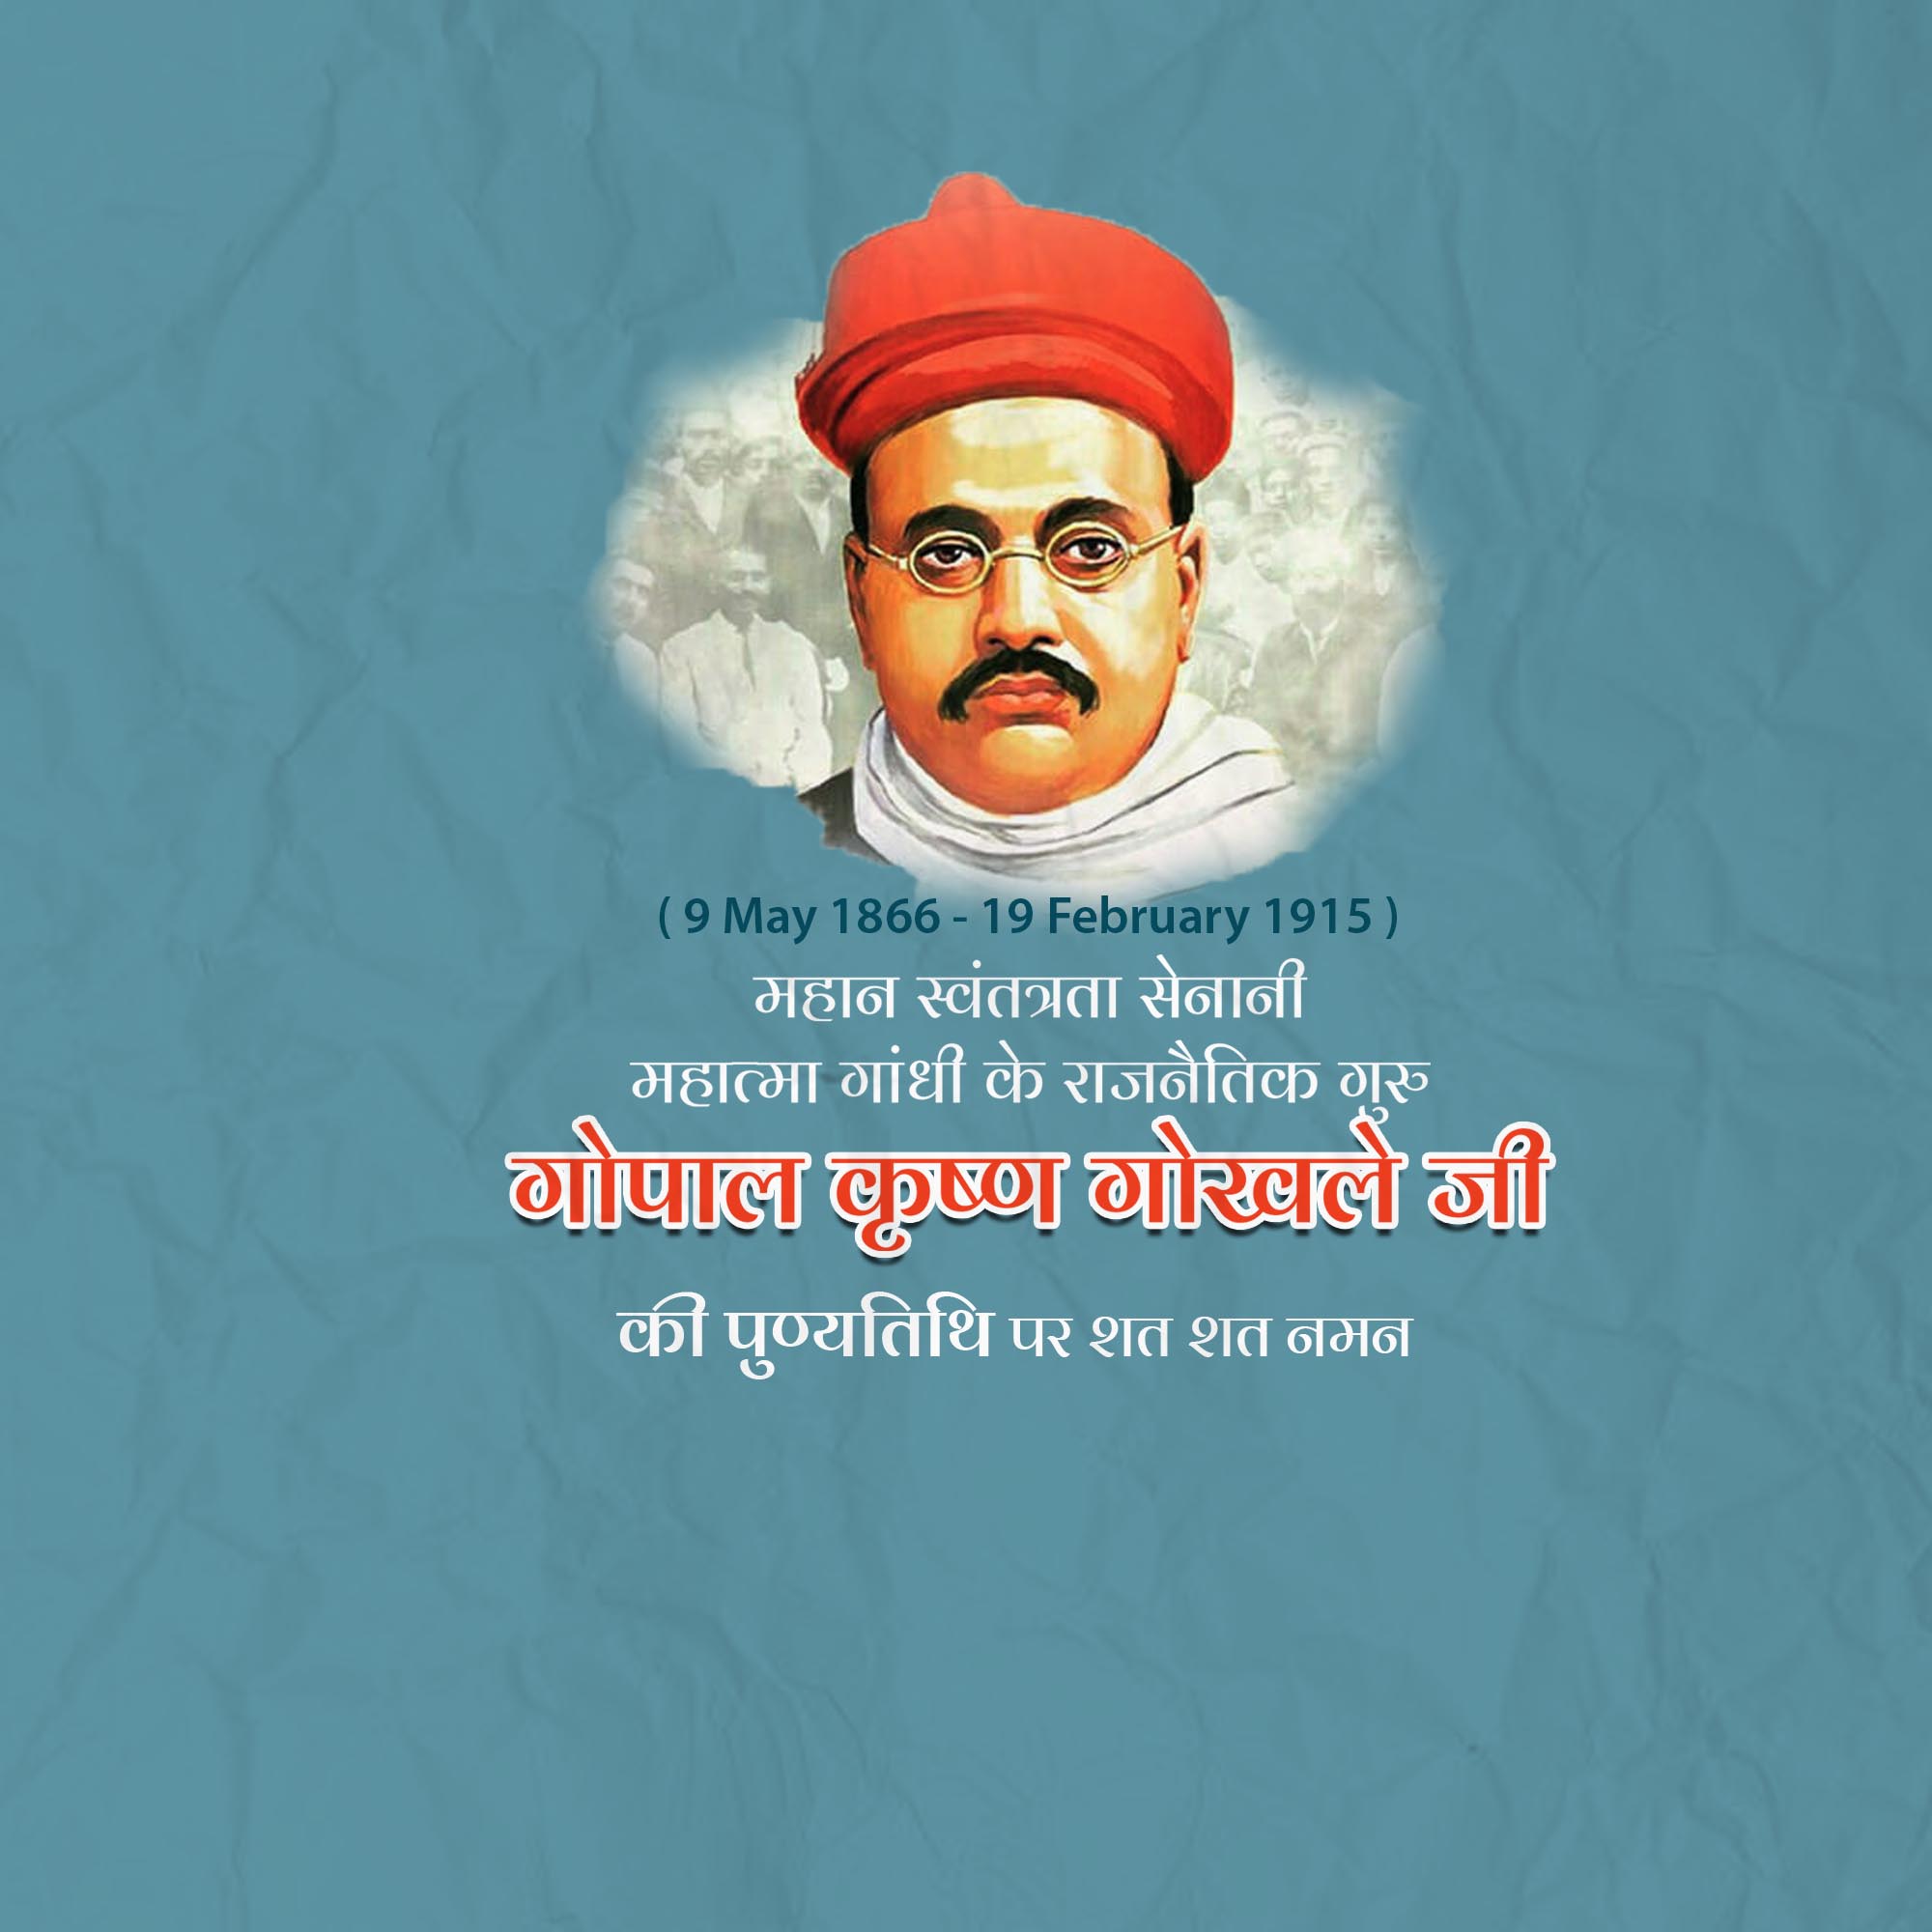 ( 9 May 1866 - 19 February 1915 )
महान स्वंतत्रता सेनानी
महात्मा गांधी के राजनैतिक गुरु
गोपाल कृष्ण गोखले जी
की पुण्यतिथि पर शत शत नमन